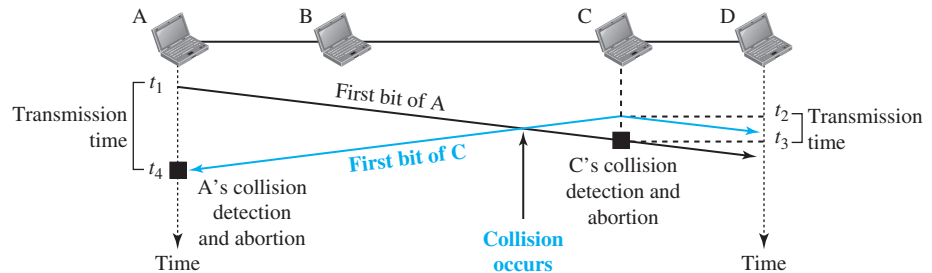 A
B
C
D
t1
First bit of A
t2
Transmission
time
Transmission
time
t3
First bit of C
t4
A's collision
detection
and abortion
C's collision
detection and
abortion
Collision
occurs
Time
Time